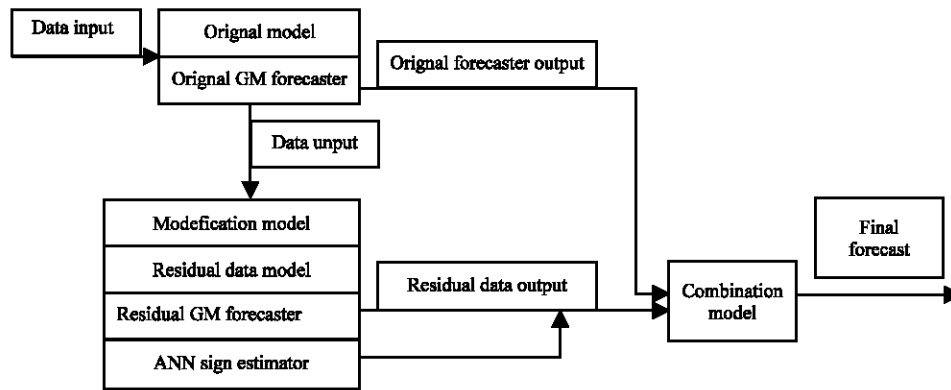 Data input
Orignal model
Orignal GM forecaster
Orignal forecaster output
Data unput
Modefication model
Residual data model
Residual GM forecaster
ANN sign estimator
Residual data output
Combination
model
Final
forecast